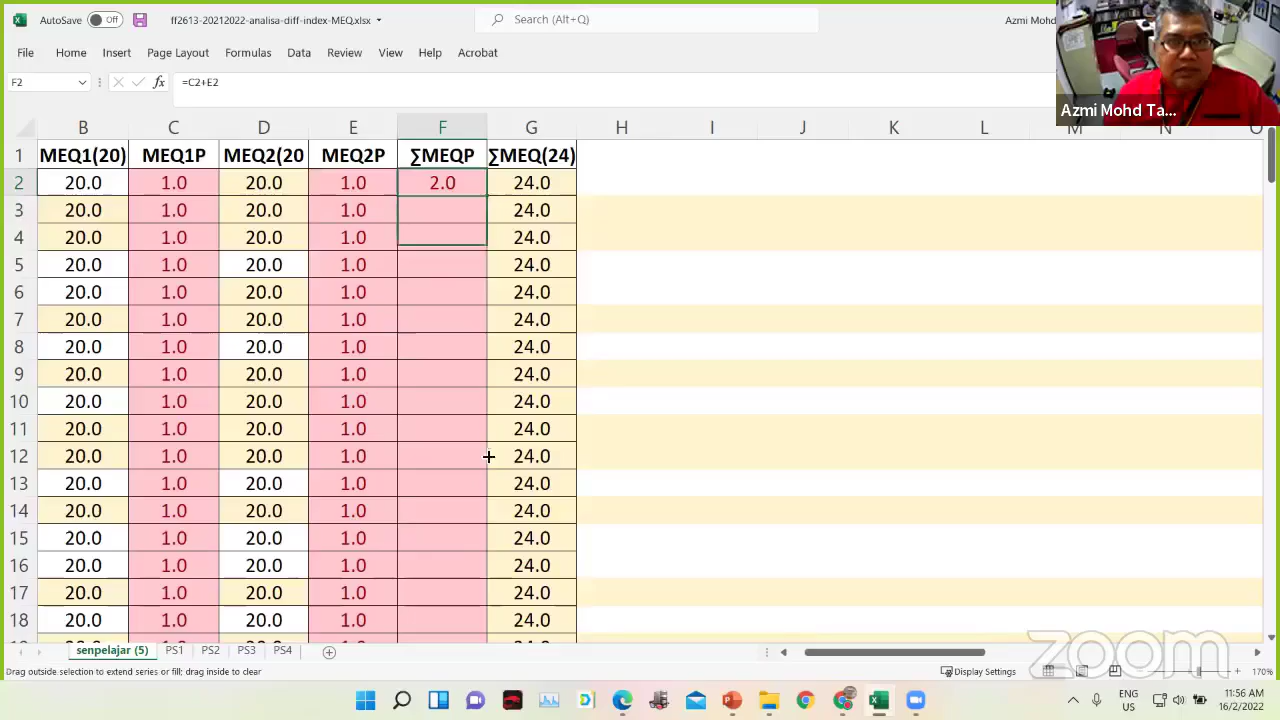 AutoSave Off ff2613-20212022-analisa-diff-index-MEQ.xlsx Search (Alt+Q) Azmi Mohd
File Home Insert Page Layout Formulas Data Review View Help Acrobat
F2 fx =C2+E2
Azmi Mohd Ta...
B C D E F G H I J K L M N O
1 MEQ1(20) MEQ1P MEQ2(20 MEQ2P ∑MEQP ∑MEQ(24)
2 20.0 1.0 20.0 1.0 2.0 24.0
3 20.0 1.0 20.0 1.0 24.0
4 20.0 1.0 20.0 1.0 24.0
5 20.0 1.0 20.0 1.0 24.0
6 20.0 1.0 20.0 1.0 24.0
7 20.0 1.0 20.0 1.0 24.0
8 20.0 1.0 20.0 1.0 24.0
9 20.0 1.0 20.0 1.0 24.0
10 20.0 1.0 20.0 1.0 24.0
11 20.0 1.0 20.0 1.0 24.0
12 20.0 1.0 20.0 1.0 24.0
13 20.0 1.0 20.0 1.0 24.0
14 20.0 1.0 20.0 1.0 24.0
15 20.0 1.0 20.0 1.0 24.0
16 20.0 1.0 20.0 1.0 24.0
17 20.0 1.0 20.0 1.0 24.0
18 20.0 1.0 20.0 1.0 24.0
senpelajar (5) PS1 PS2 PS3 PS4
zoom
Drag outside selection to extend series or fill; drag inside to clear Display Settings 170%
ENG 11:56 AM
US 16/2/2022